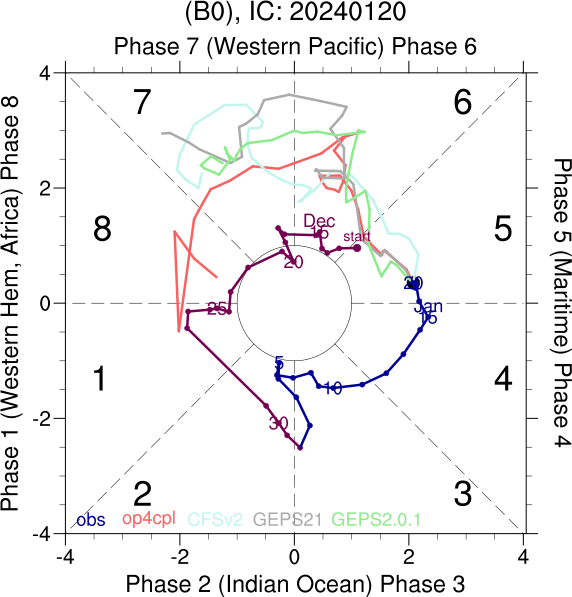 (B0), IC: 20240120
Phase 7 (Western Pacific) Phase 6
4
7
6
Phase 1 (Western Hem, Africa) Phase 8
Phase 5 (Maritime) Phase 4
2
Dec
15
start
8
5
20
20
0
25
Jan
15
1
4
5
10
-2
30
2
3
obs op4cpl CFSv2 GEPS21 GEPS2.0.1
-4
-4 -2 0 2 4
Phase 2 (Indian Ocean) Phase 3